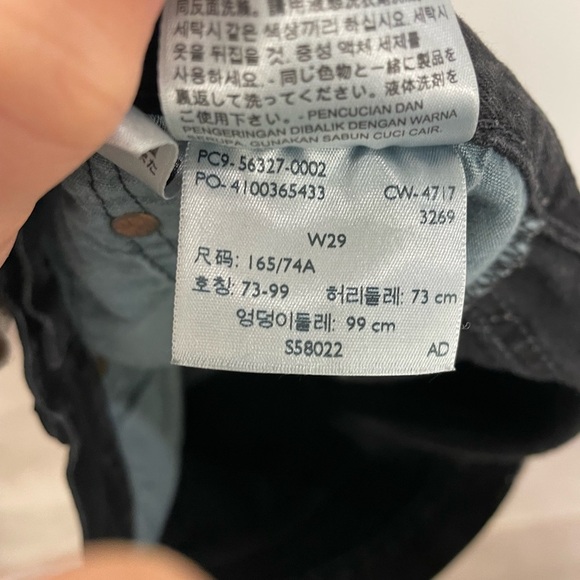 세탁시 같은 색상끼리 하십시오. 세탁시
옷을 뒤집을 것. 중성 액체 세제를
사용하세요. - 同じ色物と一緒に製品を
裏返して洗ってください。液体洗剤を
ご使用下さい。- PENCUCIAN DAN
PENGERINGAN DIBALIK DENGAN WARNA
GUNAKAN SABUN CUCI CAIR.
PC9- 56327-0002
PO- 4100365433
CW- 4717
3269
W29
尺码: 165/74A
호칭: 73-99 허리둘레: 73 cm
엉덩이둘레: 99 cm
S58022 AD